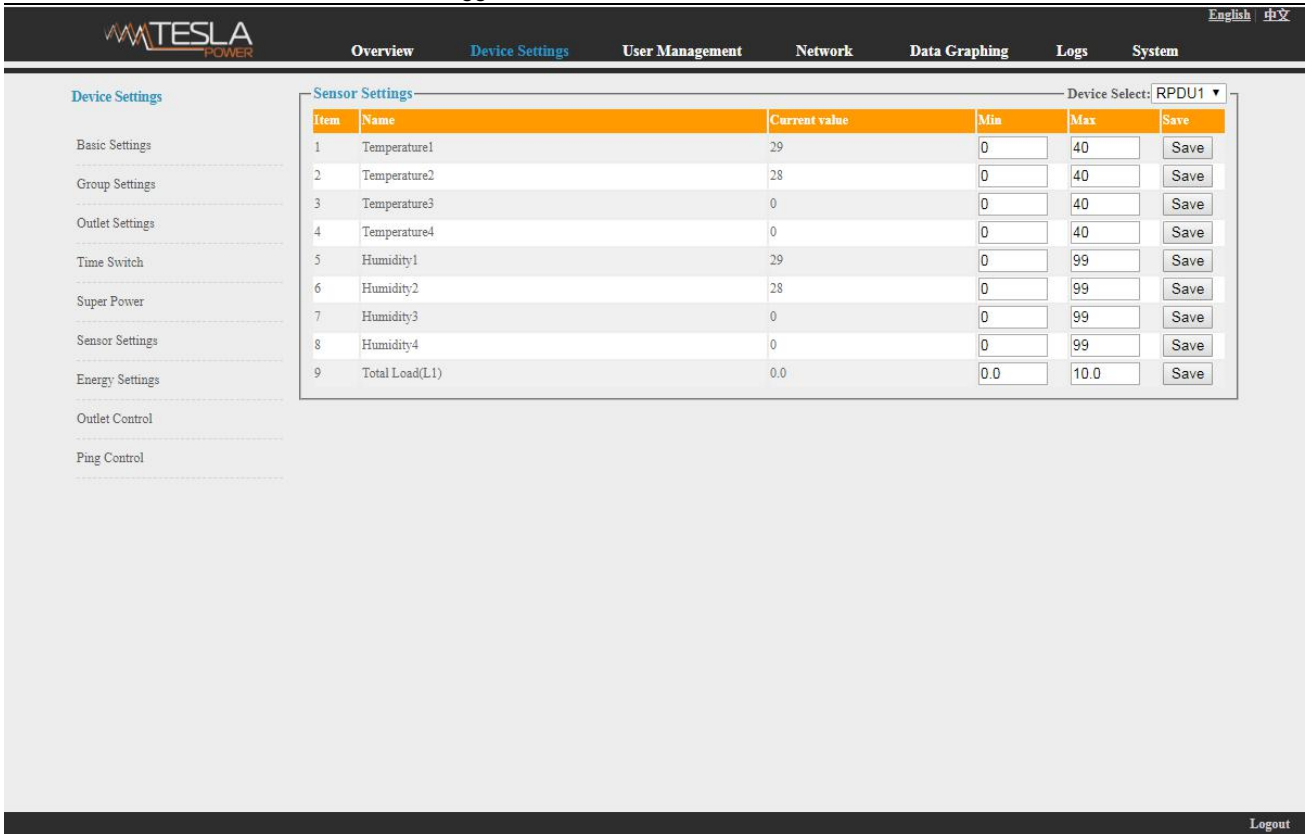 English | 中文
TESLA
POWER
Overview Device Settings User Management Network Data Graphing Logs System
Device Settings
Basic Settings
Group Settings
Outlet Settings
Time Switch
Super Power
Sensor Settings
Energy Settings
Outlet Control
Ping Control
Sensor Settings Device Select: RPDU1
Item Name Current value Min Max Save
1 Temperature1 29 0 40 Save
2 Temperature2 28 0 40 Save
3 Temperature3 0 0 40 Save
4 Temperature4 0 0 40 Save
5 Humidity1 29 0 99 Save
6 Humidity2 28 0 99 Save
7 Humidity3 0 0 99 Save
8 Humidity4 0 0 99 Save
9 Total Load(L1) 0.0 0.0 10.0 Save
Logout